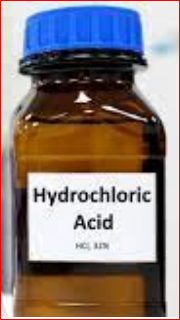 Hydrochloric
Acid
HCl, 32%